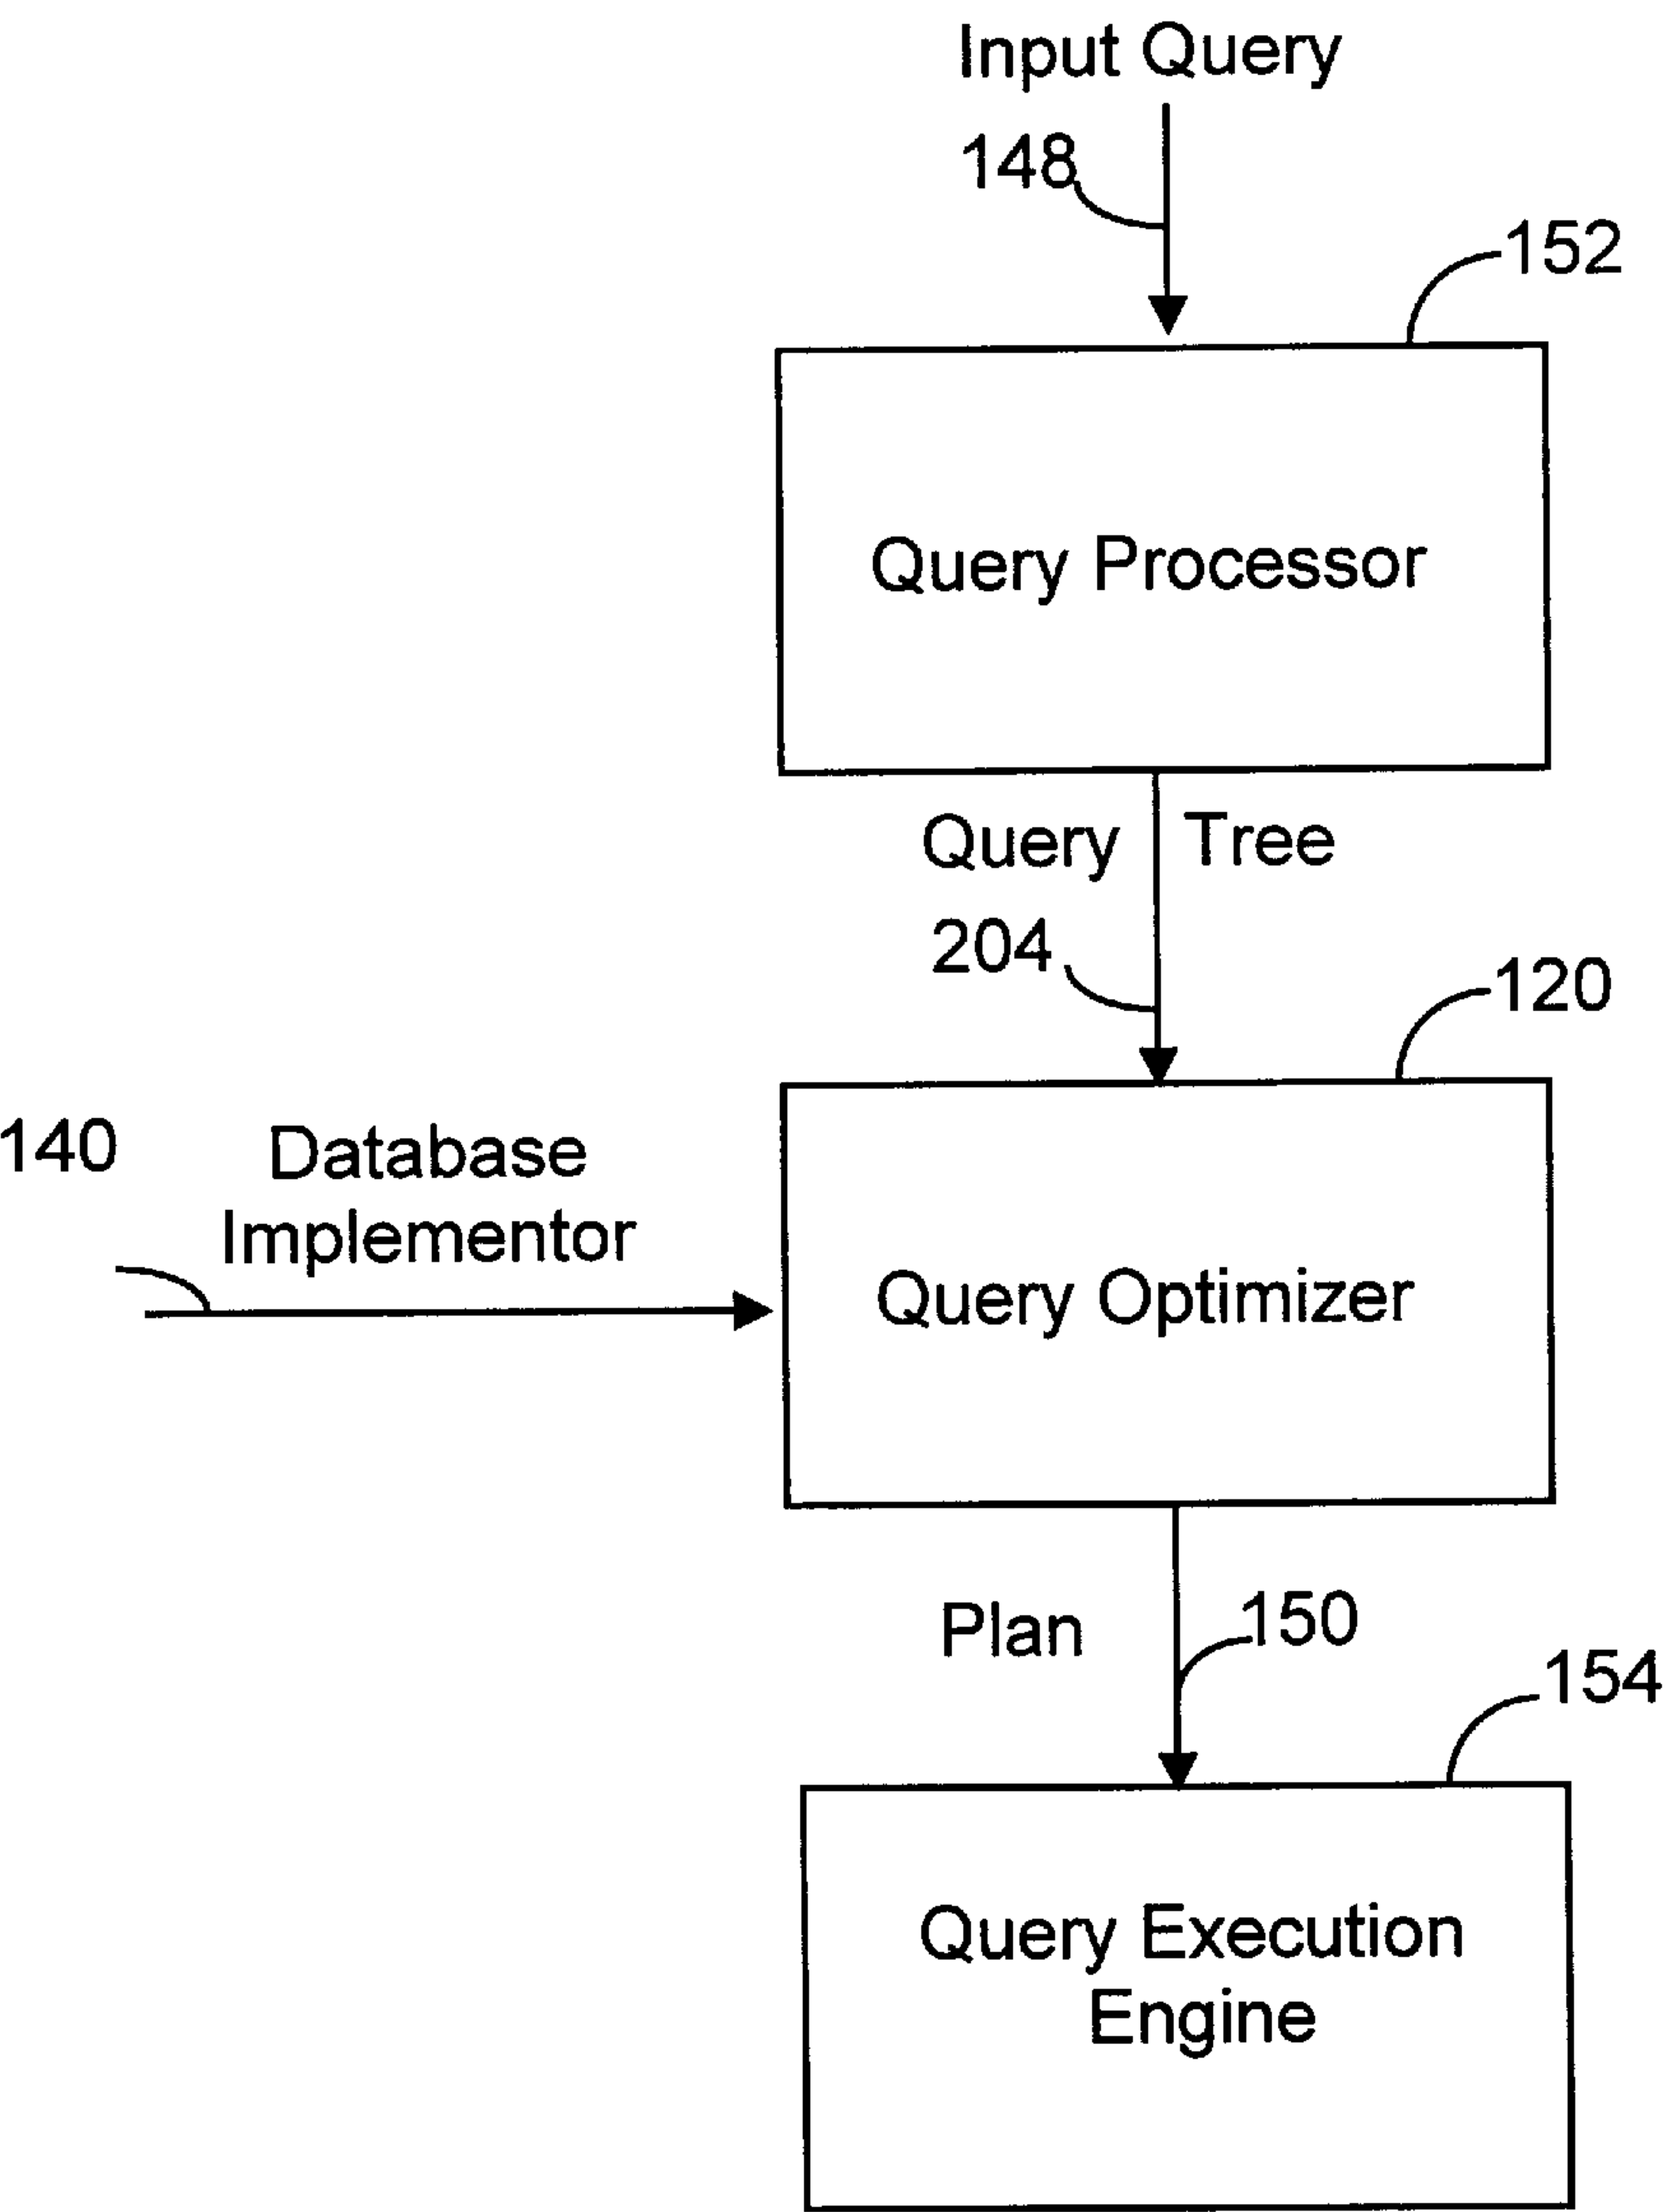 Input Query
148
152
Query Processor
Query Tree
204
120
140
Database
Implementor
Query Optimizer
Plan
150
154
Query Execution
Engine